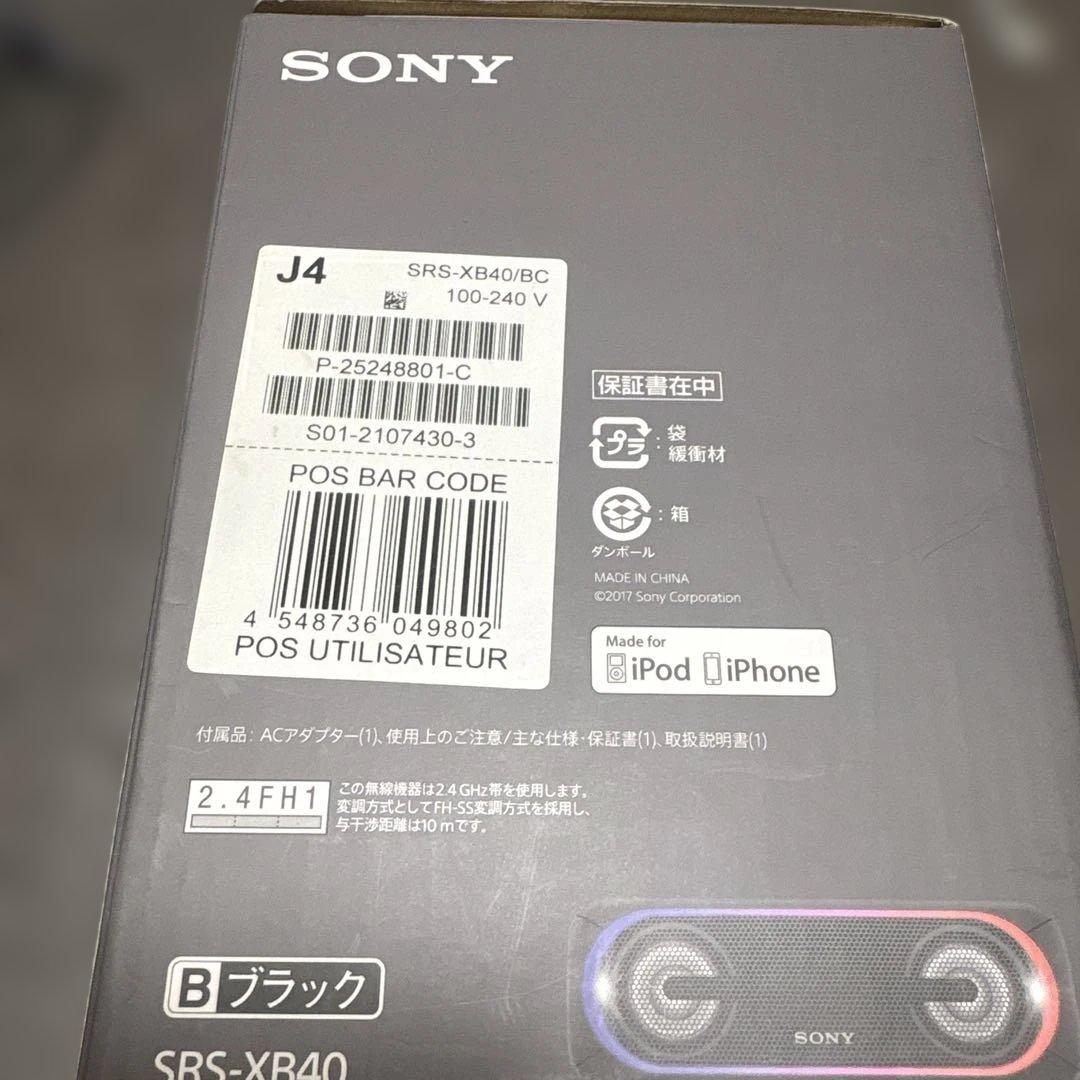 SONY
J4
SRS-XB40/BC
100-240 V
P-25248801-C
S01-2107430-3
POS BAR CODE
4 548736 049802
POS UTILISATEUR
保証書在中
プラ : 袋
緩衝材
: 箱
ダンボール
MADE IN CHINA
©2017 Sony Corporation
Made for
iPod iPhone
付属品: ACアダプター(1)、使用上のご注意/主な仕様・保証書(1)、取扱説明書(1)
2.4FH1
この無線機器は2.4 GHz帯を使用します。
変調方式としてFH-SS変調方式を採用し、
与干渉距離は10 mです。
B ブラック
SRS-XB40
SONY